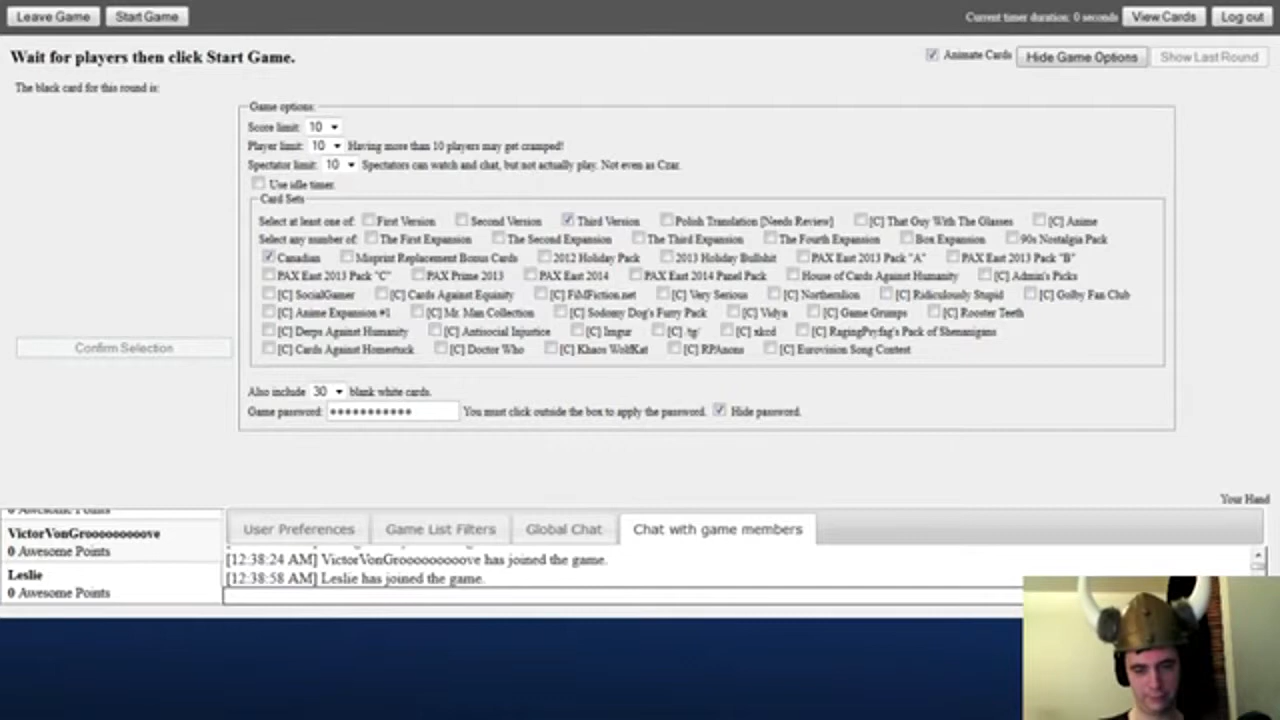 Leave Game Start Game Current timer duration: 0 seconds View Cards Log out
Wait for players then click Start Game. Animate Cards Hide Game Options Show Last Round
The black card for this round is:
Game options:
Score limit: 10
Player limit: 10 Having more than 10 players may get cramped!
Spectator limit: 10 Spectators can watch and chat, but not actually play. Not even as Czar.
Use idle timer.
Card Sets
Select at least one of: First Version Second Version Third Version Polish Translation [Needs Review] [C] That Guy With The Glasses [C] Anime
Select any number of: The First Expansion The Second Expansion The Third Expansion The Fourth Expansion Box Expansion 90s Nostalgia Pack
Canadian Misprint Replacement Bonus Cards 2012 Holiday Pack 2013 Holiday Bullshit PAX East 2013 Pack "A" PAX East 2013 Pack "B"
PAX East 2013 Pack "C" PAX Prime 2013 PAX East 2014 PAX East 2014 Panel Pack House of Cards Against Humanity [C] Admin's Picks
[C] SocialGamer [C] Cards Against Equinity [C] FiMFiction.net [C] Very Serious [C] Northernlion [C] Ridiculously Stupid [C] Golby Fan Club
[C] Anime Expansion #1 [C] Mr. Man Collection [C] Sodomy Dog's Furry Pack [C] Vidya [C] Game Grumps [C] Rooster Teeth
[C] Derps Against Humanity [C] Antisocial Injustice [C] Imgur [C] /tg/ [C] xkcd [C] RagingPsyfag's Pack of Shenanigans
Confirm Selection
[C] Cards Against Homestuck [C] Doctor Who [C] Khaos WolfKat [C] RPAnons [C] Eurovision Song Contest
Also include 30 blank white cards.
Game password: ••••••••••• You must click outside the box to apply the password. Hide password.
Your Hand
0 Awesome Points
VictorVonGroooooooooove
0 Awesome Points
Leslie
0 Awesome Points
User Preferences Game List Filters Global Chat Chat with game members
[12:38:24 AM] VictorVonGroooooooooove has joined the game.
[12:38:58 AM] Leslie has joined the game.